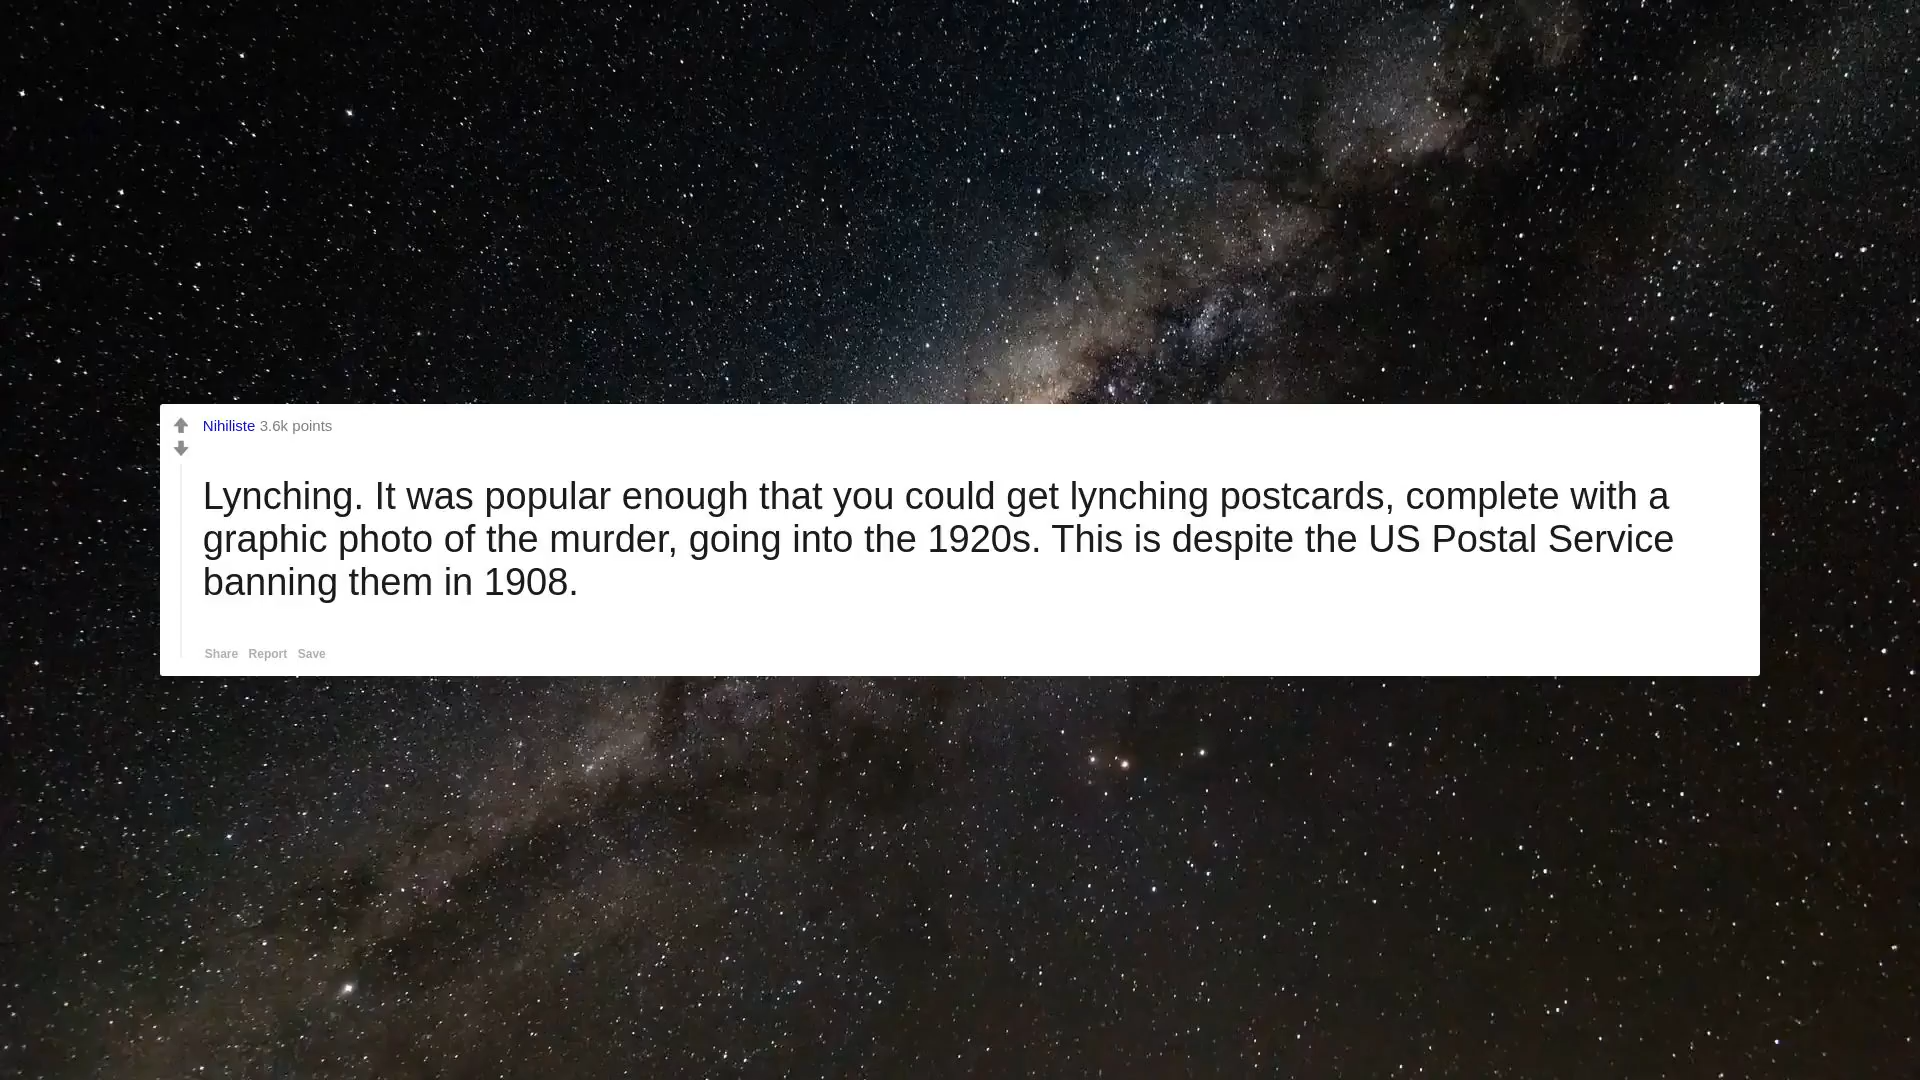 Nihiliste 3.6k points
Lynching. It was popular enough that you could get lynching postcards, complete with a
graphic photo of the murder, going into the 1920s. This is despite the US Postal Service
banning them in 1908.
Share Report Save